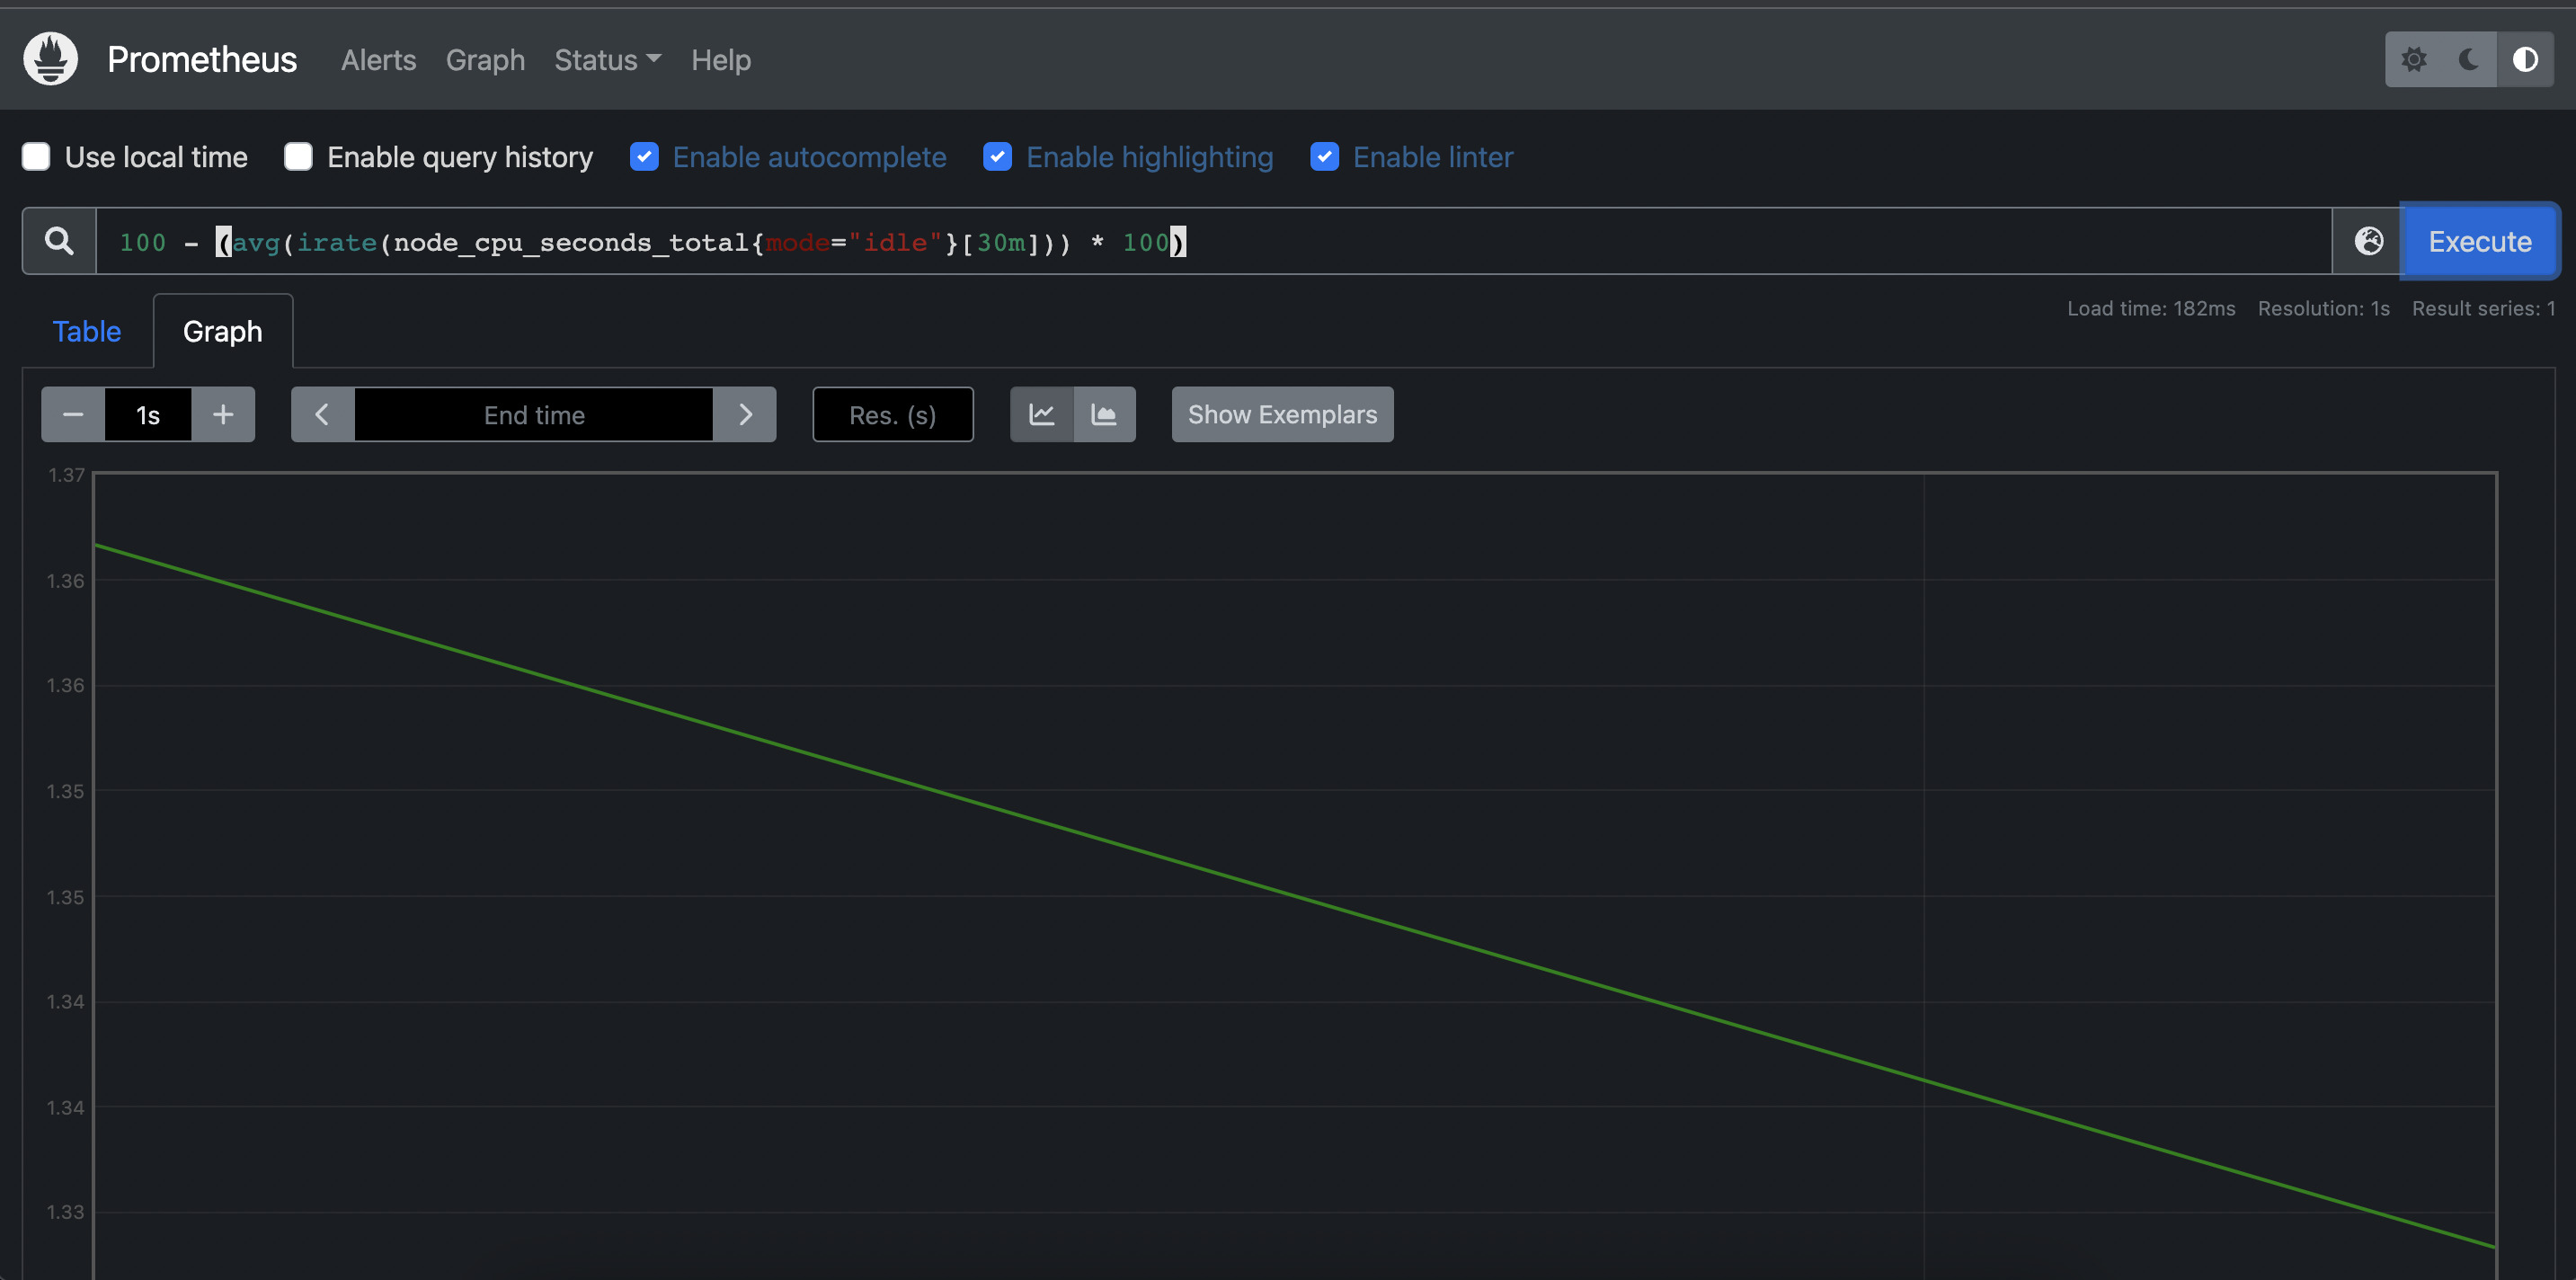 Prometheus Alerts Graph Status Help
Use local time Enable query history Enable autocomplete Enable highlighting Enable linter
100 - (avg(irate(node_cpu_seconds_total{mode="idle"}[30m])) * 100) Execute
Load time: 182ms Resolution: 1s Result series: 1
Table Graph
1s End time Res. (s) Show Exemplars
1.37
1.36
1.36
1.35
1.35
1.34
1.34
1.33